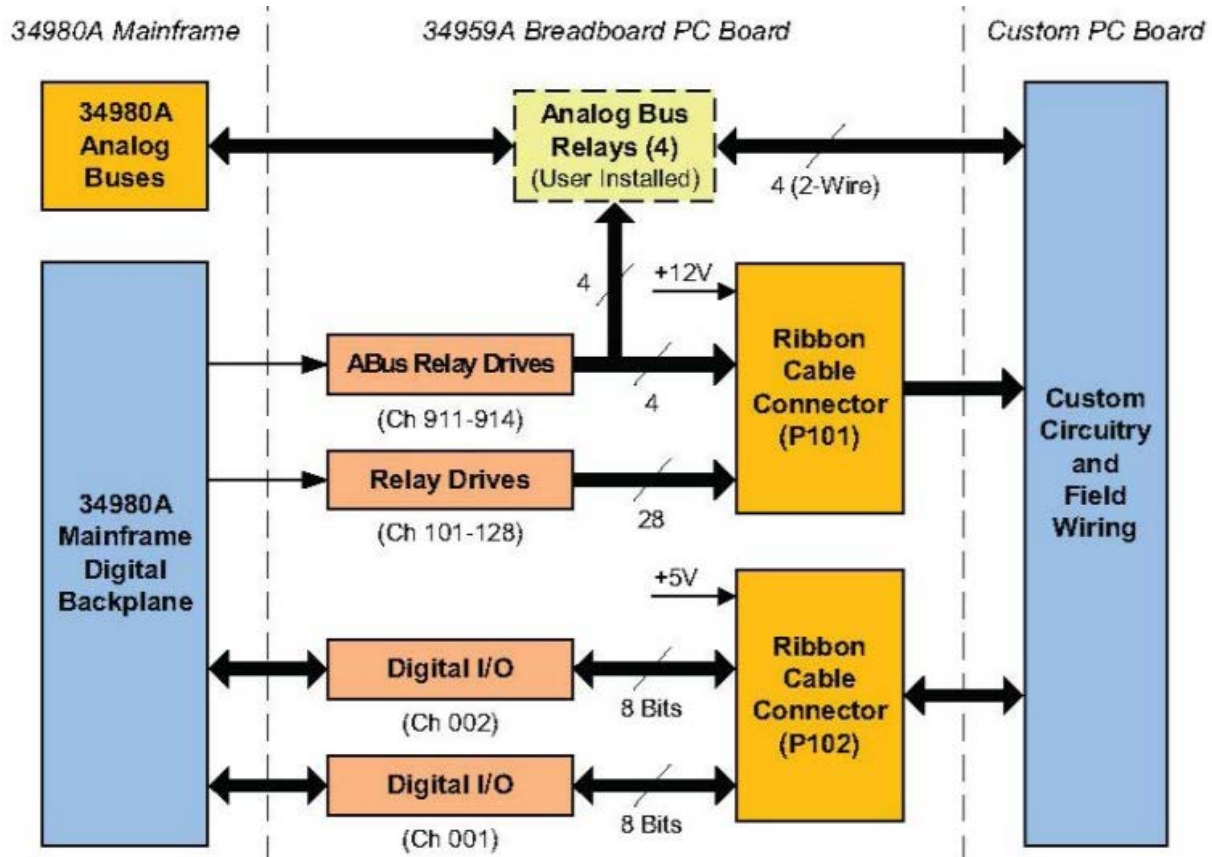 34980A Mainframe
34959A Breadboard PC Board
Custom PC Board
34980A
Analog
Buses
Analog Bus
Relays (4)
(User Installed)
4 (2-Wire)
4
+12V
ABus Relay Drives
(Ch 911-914)
4
Ribbon
Cable
Connector
(P101)
Relay Drives
(Ch 101-128)
28
34980A
Mainframe
Digital
Backplane
Custom
Circuitry
and
Field
Wiring
+5V
Digital I/O
(Ch 002)
8 Bits
Ribbon
Cable
Connector
(P102)
Digital I/O
(Ch 001)
8 Bits